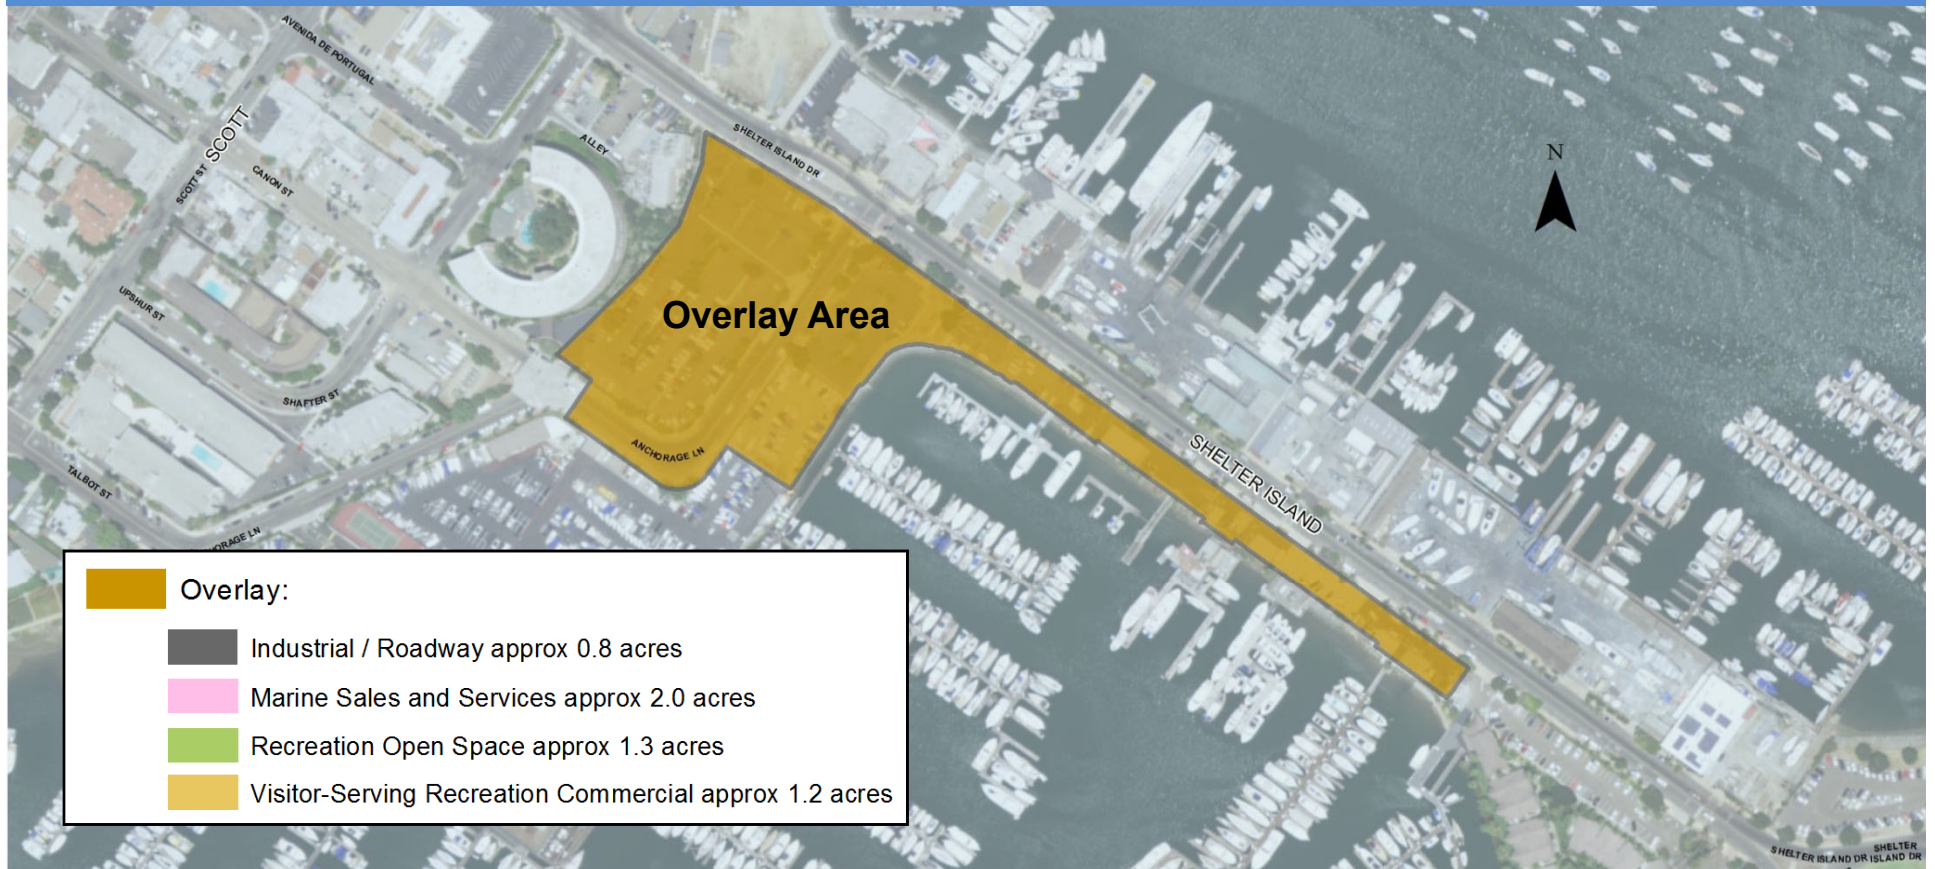 AVENIDA DE PORTUGAL
SCOTT
SCOTT ST
CANON ST
ALLEY
SHELTER ISLAND DR
N
UPSHUR ST
Overlay Area
SHAFTER ST
ANCHORAGE LN
SHELTER ISLAND
TALBOT ST
ORAGE LN
Overlay:
Industrial / Roadway approx 0.8 acres
Marine Sales and Services approx 2.0 acres
Recreation Open Space approx 1.3 acres
Visitor-Serving Recreation Commercial approx 1.2 acres
SHELTER ISLAND DR
SHELTER
ISLAND DR